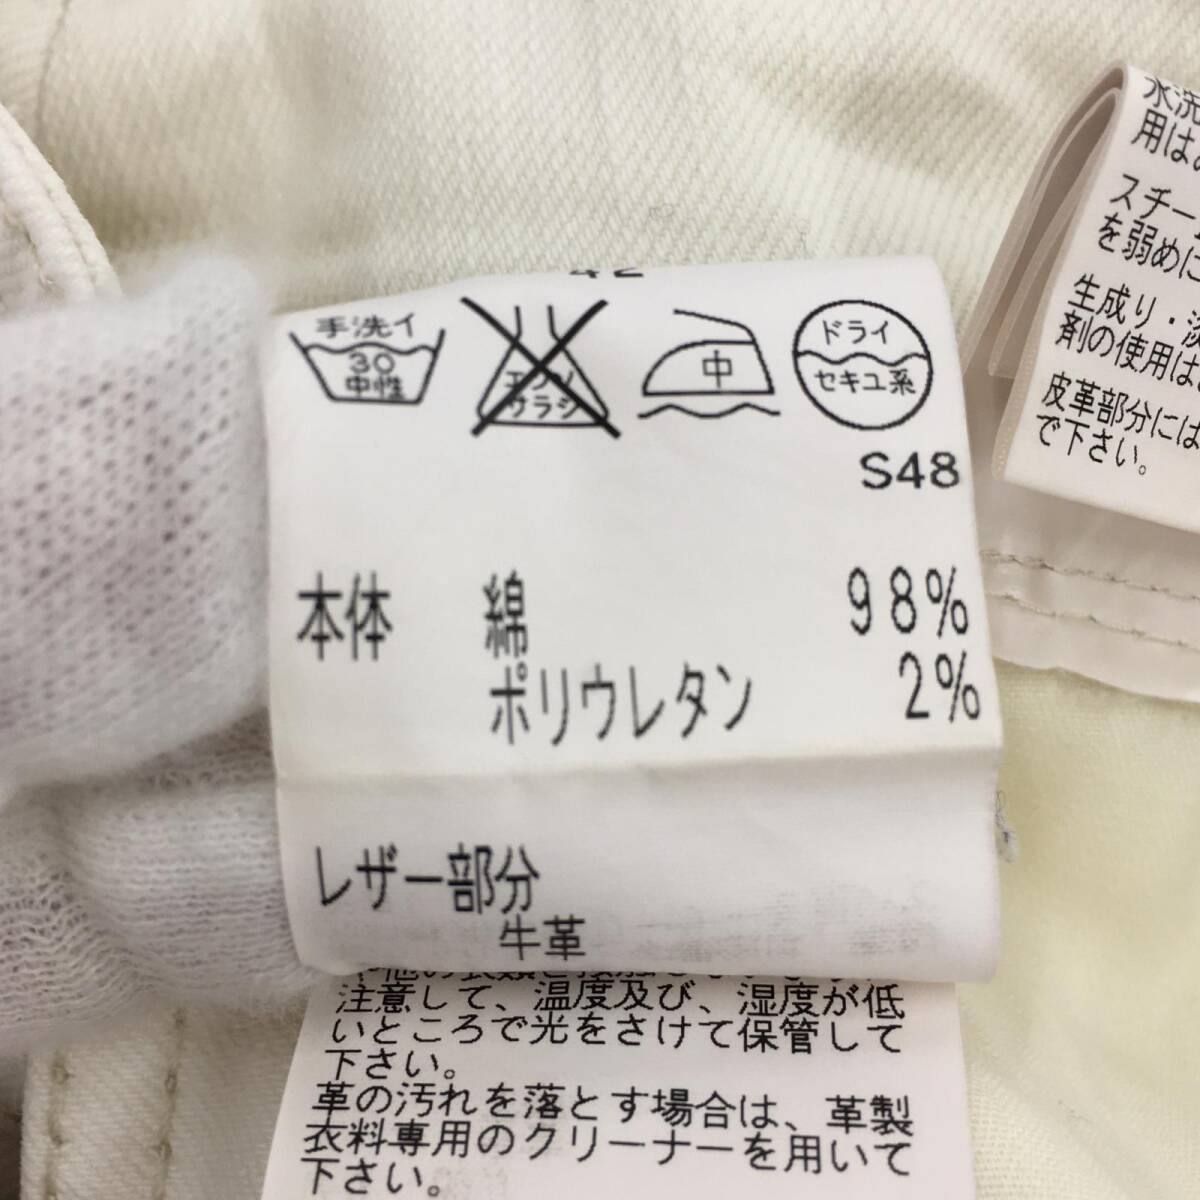 42
手洗イ
30
中性
エンソ
サラシ
中
ドライ
セキユ系
S48
本体 綿 98%
ポリウレタン 2%
レザー部分
牛革
注意して、温度及び、湿度が低
いところで光をさけて保管して
下さい。
革の汚れを落とす場合は、革製
衣料専用のクリーナーを用いて
下さい。
水洗
用は
スチー
を弱めに
生成り・淡
剤の使用は
皮革部分には
で下さい。